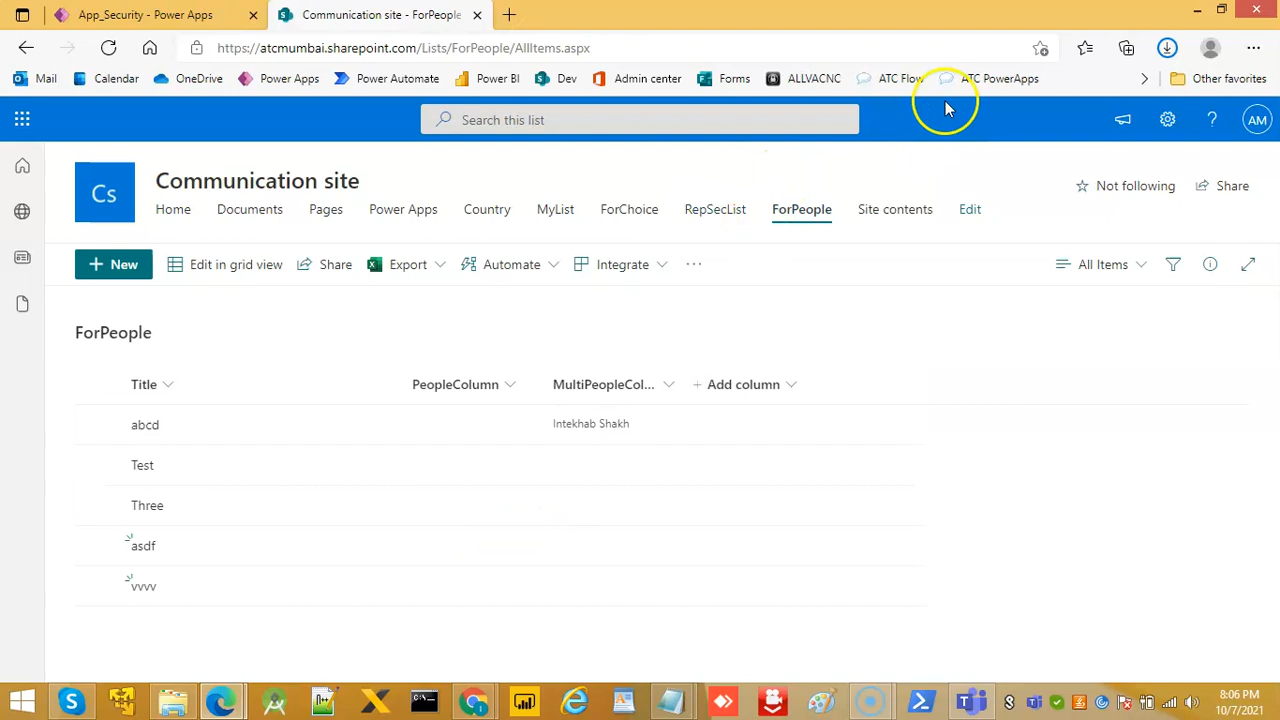 App_Security - Power Apps
Communication site - ForPeople
https://atcmumbai.sharepoint.com/Lists/ForPeople/AllItems.aspx
Mail Calendar OneDrive Power Apps Power Automate Power BI Dev Admin center Forms ALLVACNC ATC Flow ATC PowerApps Other favorites
Search this list
AM
Cs
Communication site
Not following Share
Home Documents Pages Power Apps Country MyList ForChoice RepSecList ForPeople Site contents Edit
New Edit in grid view Share Export Automate Integrate ··· All Items
ForPeople
Title PeopleColumn MultiPeopleCol... + Add column
abcd Intekhab Shakh
Test
Three
asdf
vvvv
8:06 PM
10/7/2021